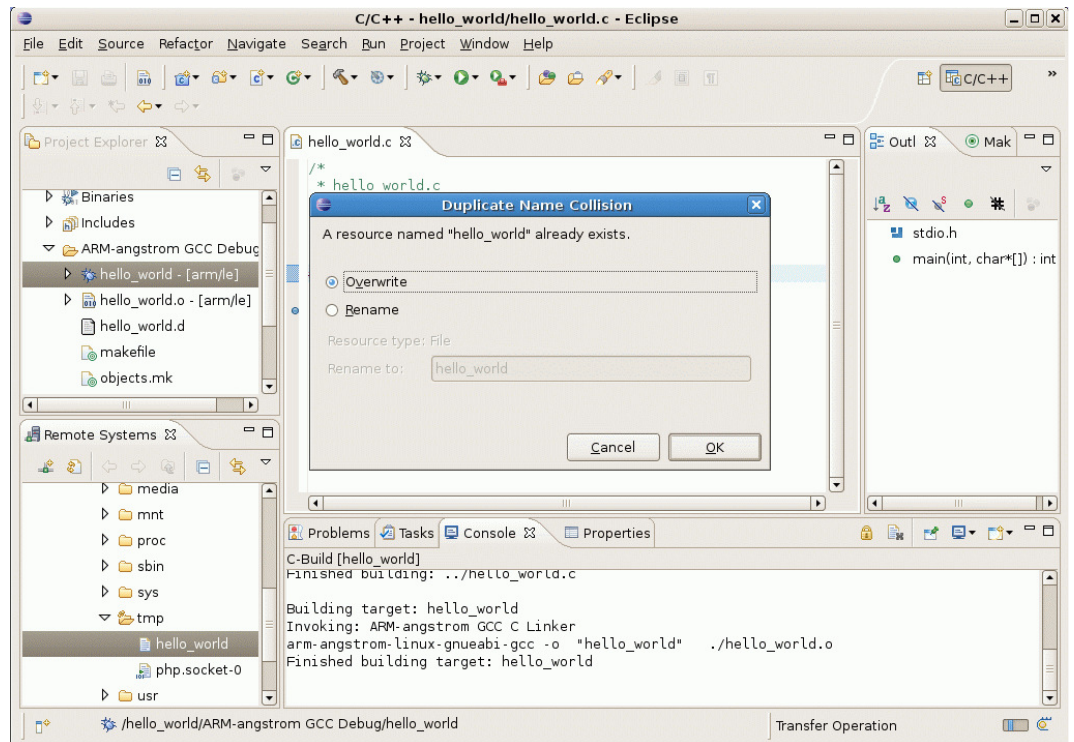 C/C++ - hello_world/hello_world.c - Eclipse
File Edit Source Refactor Navigate Search Run Project Window Help
C/C++
Project Explorer
Binaries
Includes
ARM-angstrom GCC Debug
hello_world - [arm/le]
hello_world.o - [arm/le]
hello_world.d
makefile
objects.mk
hello_world.c
/*
* hello world.c
Duplicate Name Collision
A resource named "hello_world" already exists.
Overwrite
Rename
Resource type: File
Rename to: hello_world
Cancel OK
Outl Mak
stdio.h
main(int, char*[]) : int
Remote Systems
media
mnt
proc
sbin
sys
tmp
hello_world
php.socket-0
usr
Problems Tasks Console Properties
C-Build [hello_world]
Finished building: ../hello_world.c
Building target: hello_world
Invoking: ARM-angstrom GCC C Linker
arm-angstrom-linux-gnueabi-gcc -o "hello_world" ./hello_world.o
Finished building target: hello_world
/hello_world/ARM-angstrom GCC Debug/hello_world
Transfer Operation